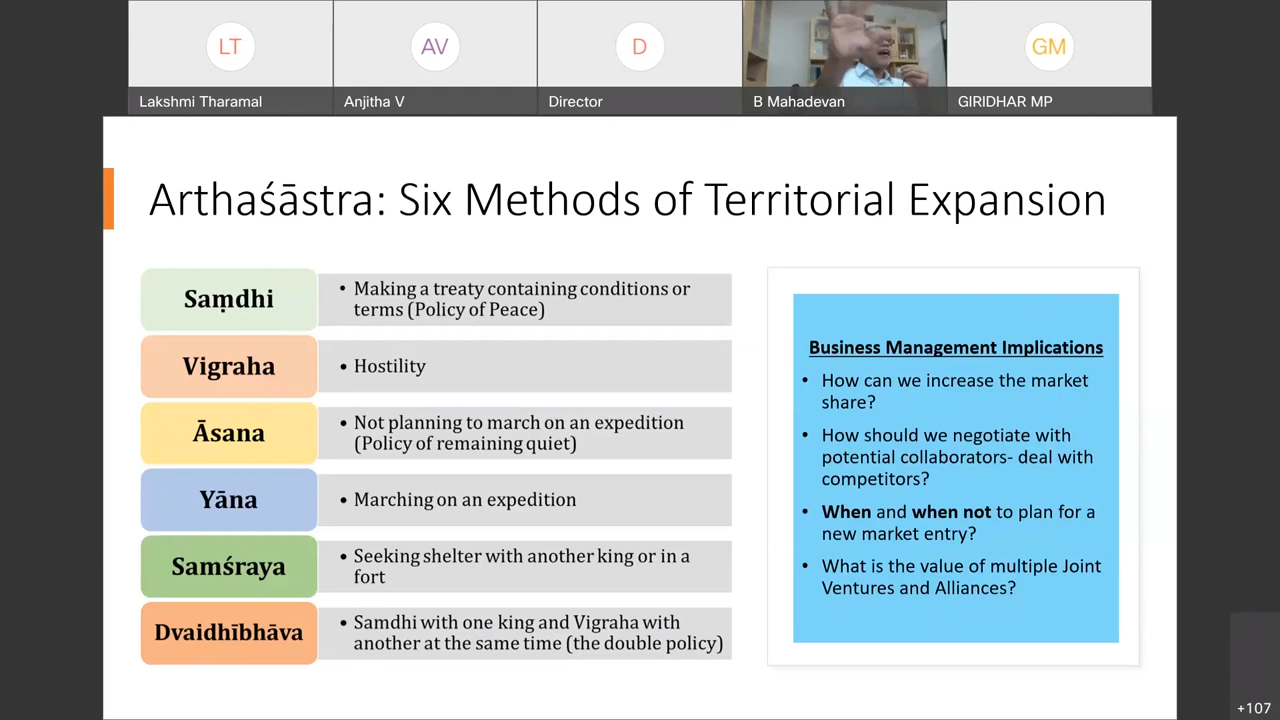 LT
AV
D
GM
Lakshmi Tharamal
Anjitha V
Director
B Mahadevan
GIRIDHAR MP
Arthaśāstra: Six Methods of Territorial Expansion
Saṃdhi
• Making a treaty containing conditions or
terms (Policy of Peace)
Vigraha
• Hostility
Āsana
• Not planning to march on an expedition
(Policy of remaining quiet)
Yāna
• Marching on an expedition
Saṃśraya
• Seeking shelter with another king or in a
fort
Dvaidhībhāva
• Samdhi with one king and Vigraha with
another at the same time (the double policy)
Business Management Implications
• How can we increase the market
share?
• How should we negotiate with
potential collaborators- deal with
competitors?
• When and when not to plan for a
new market entry?
• What is the value of multiple Joint
Ventures and Alliances?
+107